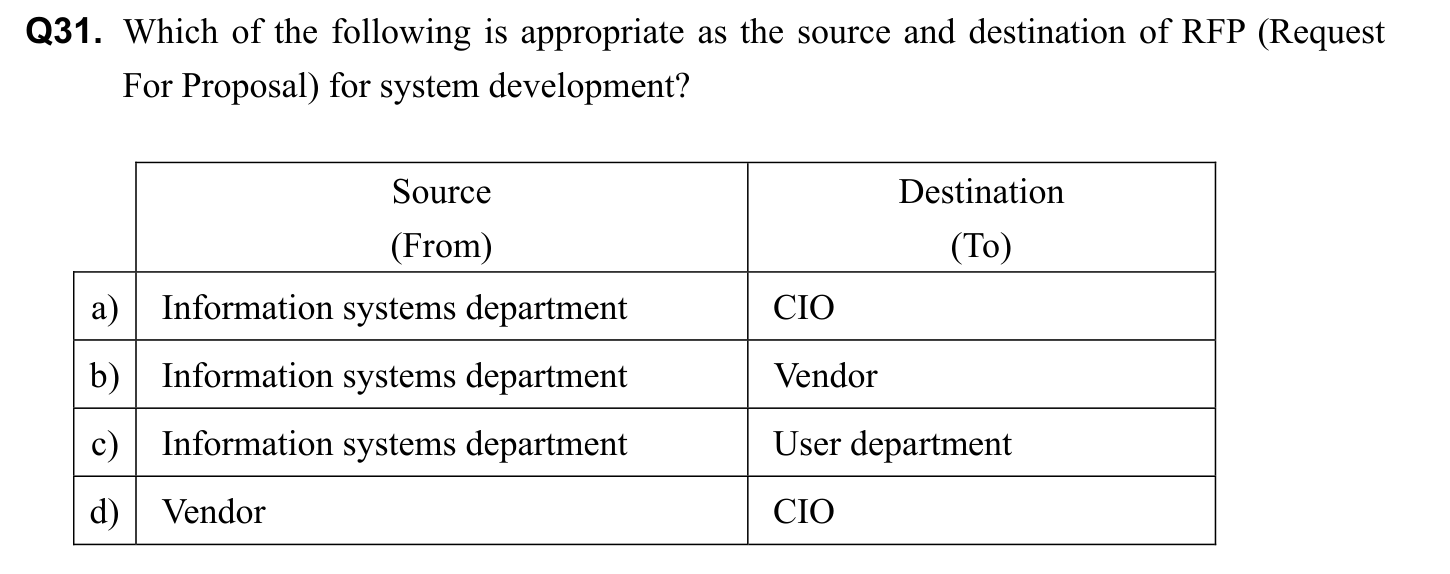 Q31. Which of the following is appropriate as the source and destination of RFP (Request
For Proposal) for system development?
Source
(From)
Destination
(To)
a) Information systems department CIO
b) Information systems department Vendor
c) Information systems department User department
d) Vendor CIO